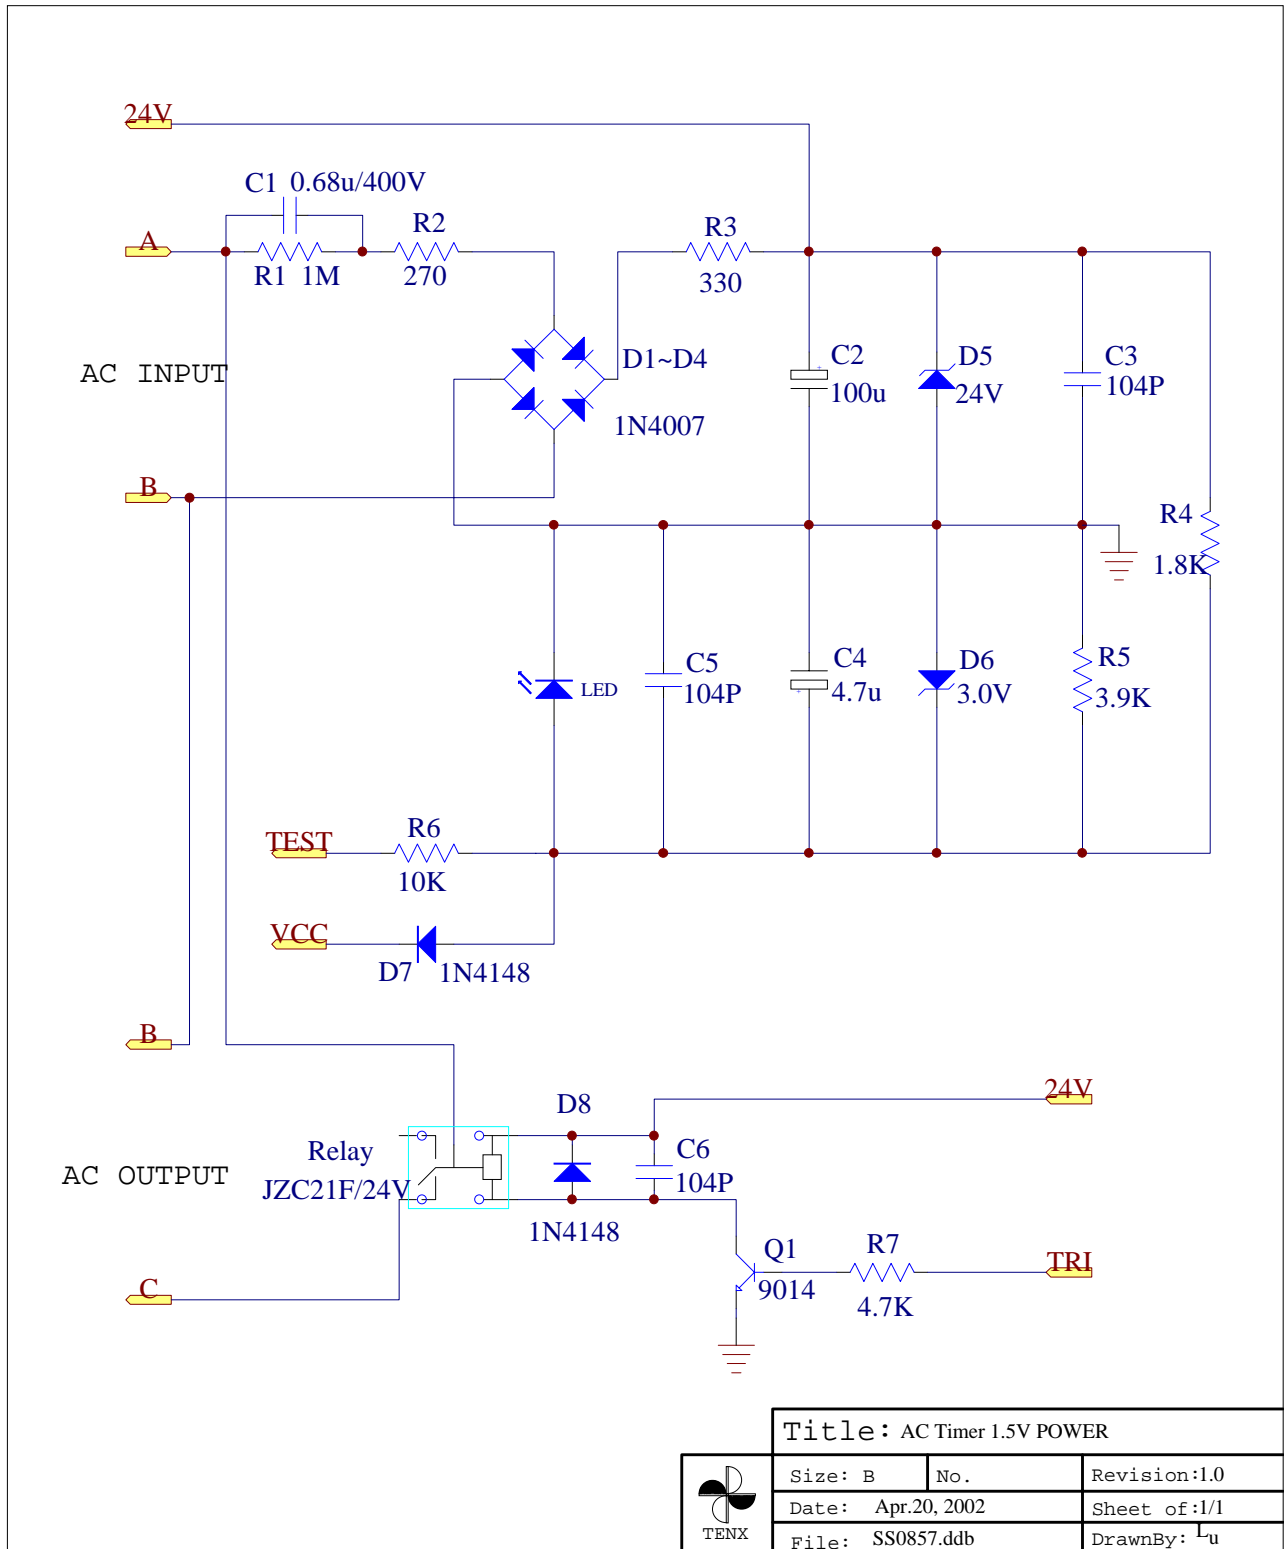 24V
C1 0.68u/400V
A
R1 1M
R2
270
R3
330
AC INPUT
D1~D4
1N4007
C2
100u
D5
24V
C3
104P
B
R4
1.8K
LED
C5
104P
C4
4.7u
D6
3.0V
R5
3.9K
TEST
R6
10K
VCC
D7 1N4148
B
24V
D8
Relay
JZC21F/24V
C6
104P
AC OUTPUT
1N4148
Q1
9014
R7
4.7K
TRI
C
Title: AC Timer 1.5V POWER
Size: B No. Revision:1.0
Date: Apr.20, 2002 Sheet of:1/1
TENX
File: SS0857.ddb DrawnBy: Lu